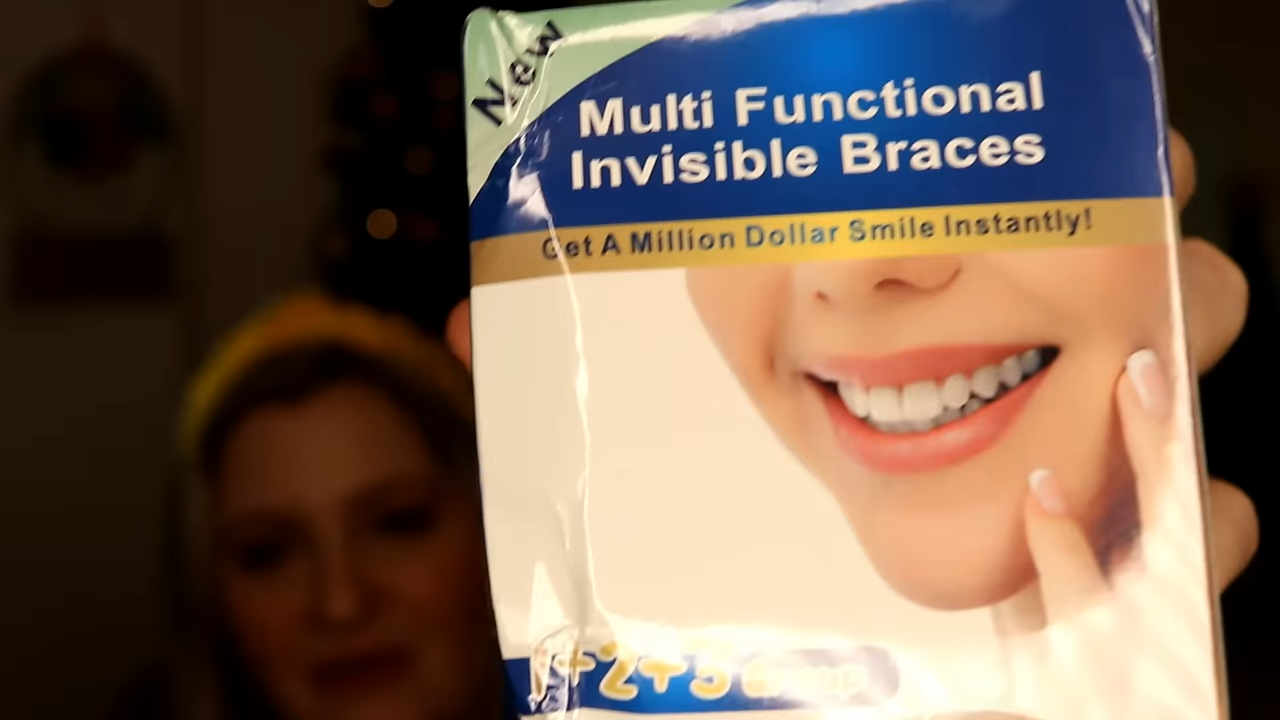 New
Multi Functional
Invisible Braces
Get A Million Dollar Smile Instantly!